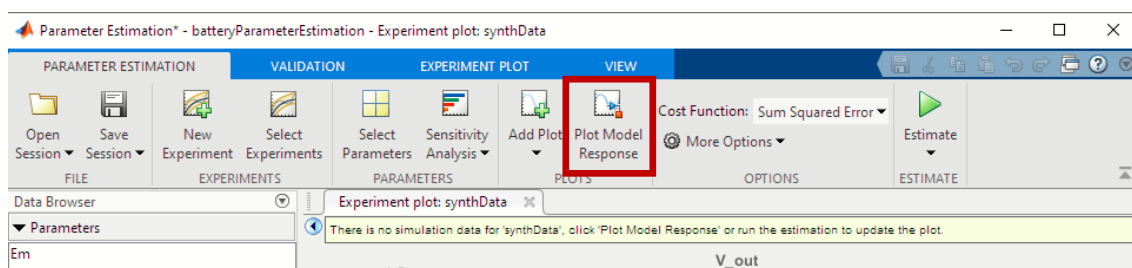 Parameter Estimation* - batteryParameterEstimation - Experiment plot: synthData
PARAMETER ESTIMATION VALIDATION EXPERIMENT PLOT VIEW
Open Session Save Session New Experiment Select Experiments Select Parameters Sensitivity Analysis Add Plot Plot Model Response Cost Function: Sum Squared Error Estimate
More Options
FILE EXPERIMENTS PARAMETERS PLOTS OPTIONS ESTIMATE
Data Browser Experiment plot: synthData
Parameters There is no simulation data for 'synthData', click 'Plot Model Response' or run the estimation to update the plot.
Em V_out